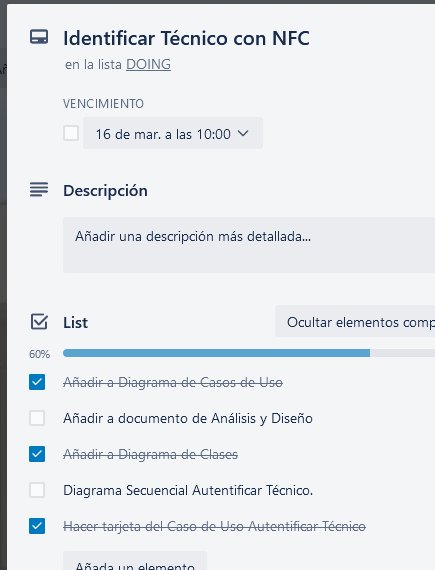 Identificar Técnico con NFC
en la lista DOING
VENCIMIENTO
16 de mar. a las 10:00
Descripción
Añadir una descripción más detallada...
List
Ocultar elementos comp
60%
Añadir a Diagrama de Casos de Uso
Añadir a documento de Análisis y Diseño
Añadir a Diagrama de Clases
Diagrama Secuencial Autentificar Técnico.
Hacer tarjeta del Caso de Uso Autentificar Técnico
Añada un elemento